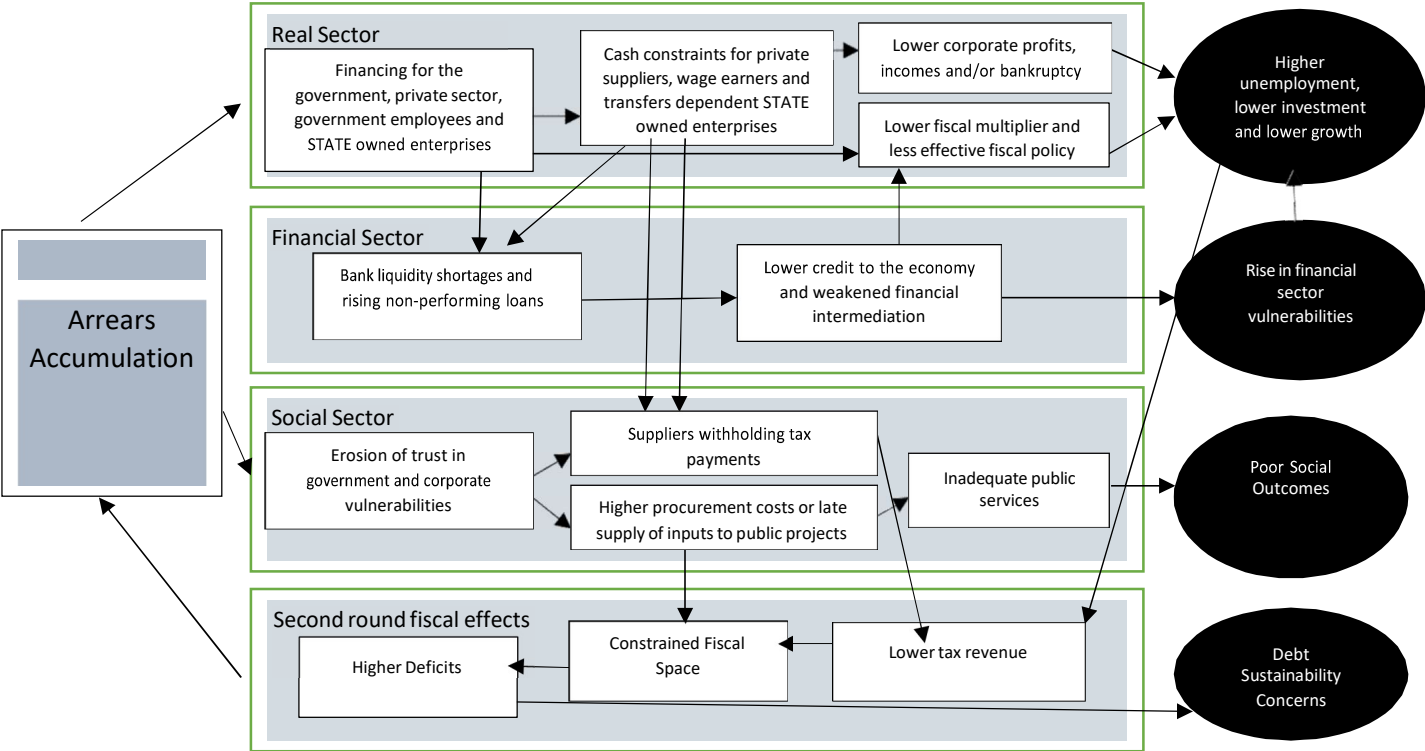 Arrears
Accumulation
Real Sector
Financing for the
government, private sector,
government employees and
STATE owned enterprises
Cash constraints for private
suppliers, wage earners and
transfers dependent STATE
owned enterprises
Lower corporate profits,
incomes and/or bankruptcy
Lower fiscal multiplier and
less effective fiscal policy
Higher
unemployment,
lower investment
and lower growth
Financial Sector
Bank liquidity shortages and
rising non-performing loans
Lower credit to the economy
and weakened financial
intermediation
Rise in financial
sector
vulnerabilities
Social Sector
Erosion of trust in
government and corporate
vulnerabilities
Suppliers withholding tax
payments
Higher procurement costs or late
supply of inputs to public projects
Inadequate public
services
Poor Social
Outcomes
Second round fiscal effects
Higher Deficits
Constrained Fiscal
Space
Lower tax revenue
Debt
Sustainability
Concerns